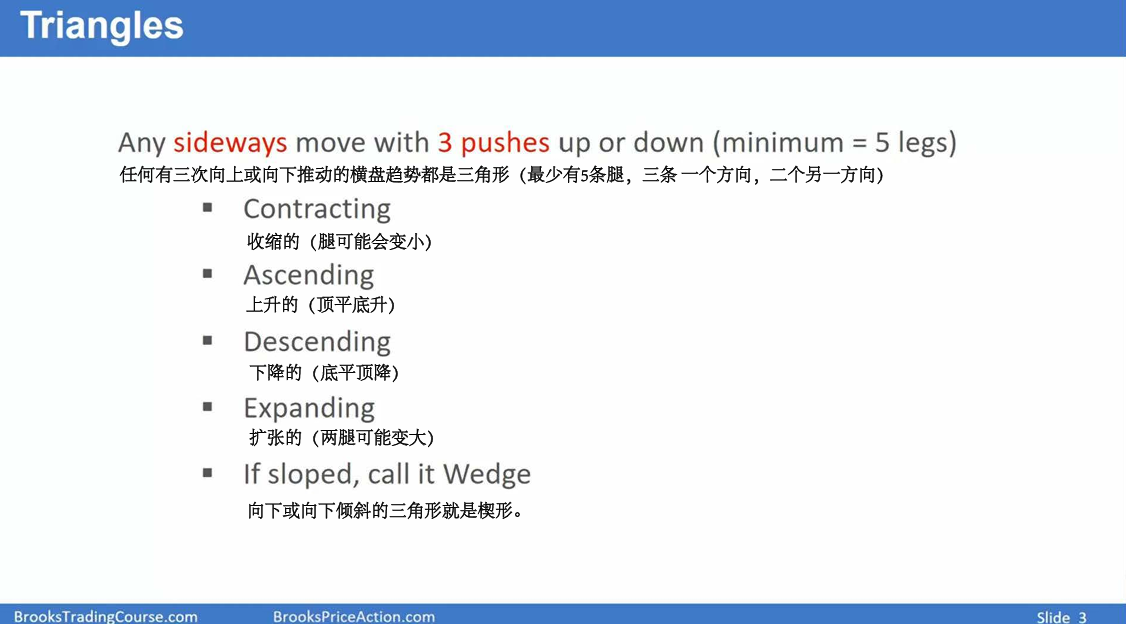 Triangles
Any sideways move with 3 pushes up or down (minimum = 5 legs)
任何有三次向上或向下推动的横盘趋势都是三角形（最少有5条腿，三条 一个方向，二个另一方向）
▪ Contracting
收缩的（腿可能会变小）
▪ Ascending
上升的（顶平底升）
▪ Descending
下降的（底平顶降）
▪ Expanding
扩张的（两腿可能变大）
▪ If sloped, call it Wedge
向下或向下倾斜的三角形就是楔形。
BrooksTradingCourse.com BrooksPriceAction.com Slide 3